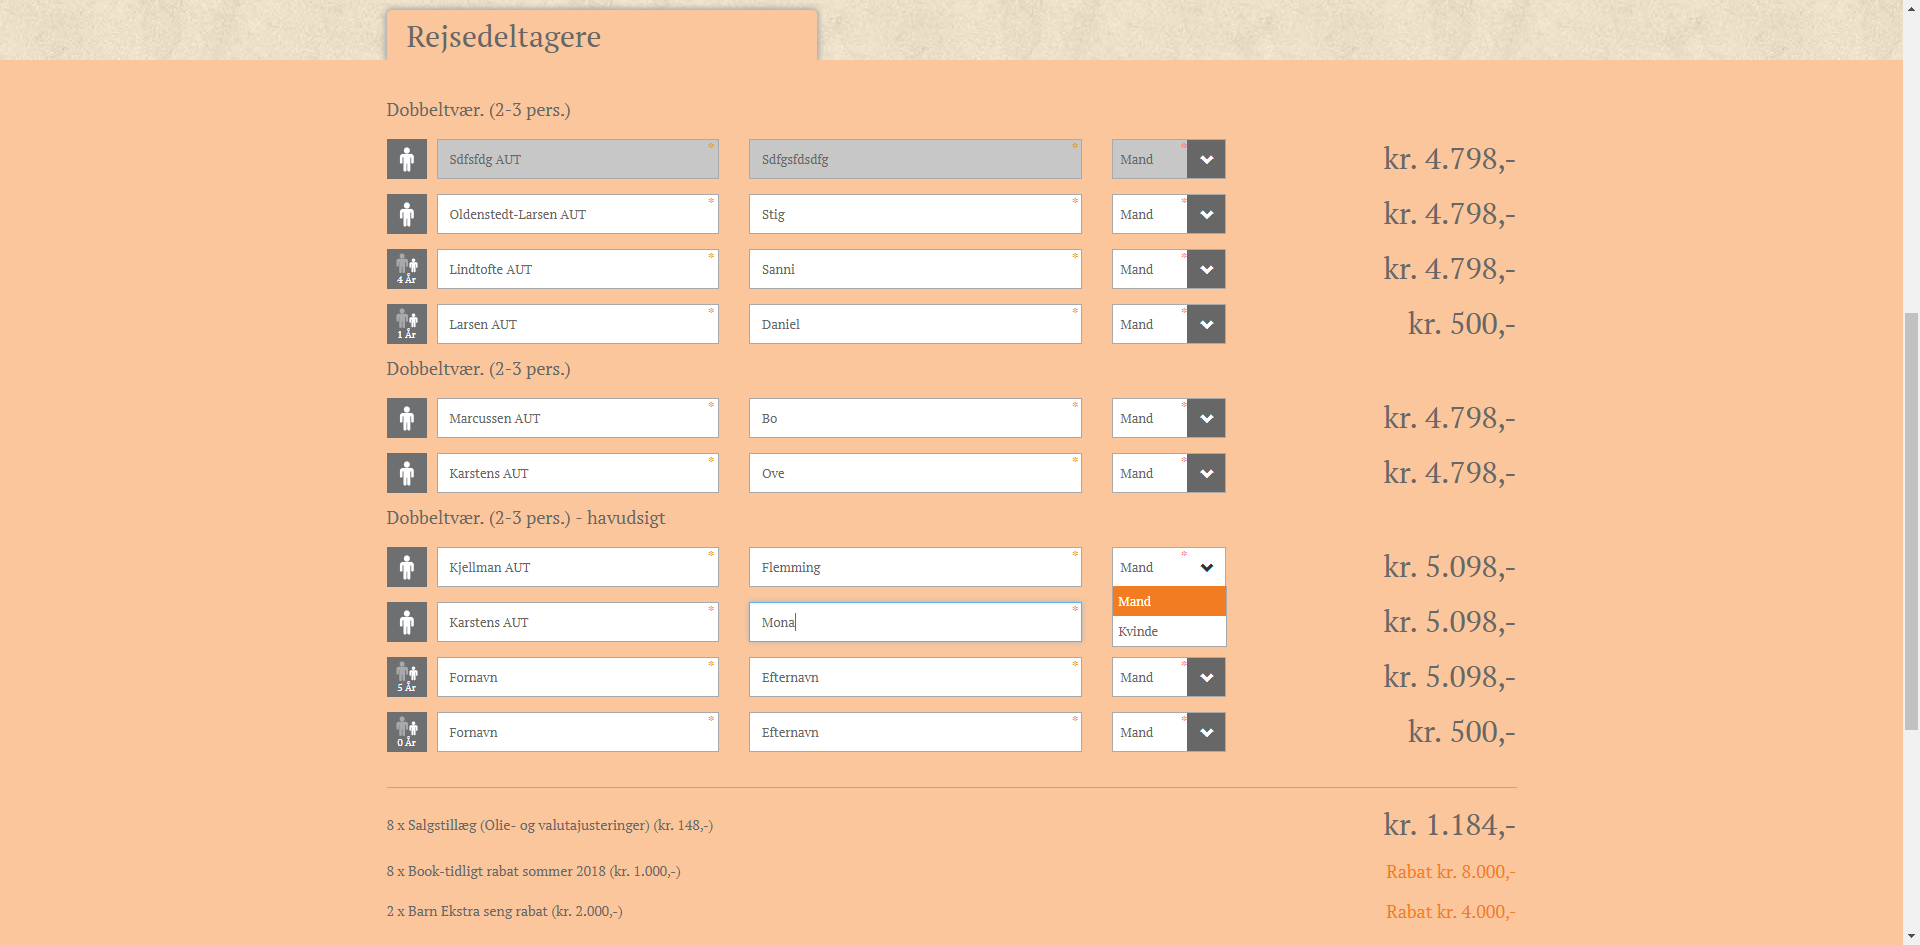 Rejsedeltagere
Dobbeltvær. (2-3 pers.)
Sdfsfdg AUT * Sdfgsfdsdfg * Mand * kr. 4.798,-
Oldenstedt-Larsen AUT * Stig * Mand * kr. 4.798,-
4 År Lindtofte AUT * Sanni * Mand * kr. 4.798,-
1 År Larsen AUT * Daniel * Mand * kr. 500,-
Dobbeltvær. (2-3 pers.)
Marcussen AUT * Bo * Mand * kr. 4.798,-
Karstens AUT * Ove * Mand * kr. 4.798,-
Dobbeltvær. (2-3 pers.) - havudsigt
Kjellman AUT * Flemming * Mand * kr. 5.098,-
Mand
Karstens AUT * Mona * kr. 5.098,-
Kvinde
5 År Fornavn * Efternavn * Mand * kr. 5.098,-
0 År Fornavn * Efternavn * Mand * kr. 500,-
8 x Salgstillæg (Olie- og valutajusteringer) (kr. 148,-) kr. 1.184,-
8 x Book-tidligt rabat sommer 2018 (kr. 1.000,-) Rabat kr. 8.000,-
2 x Barn Ekstra seng rabat (kr. 2.000,-) Rabat kr. 4.000,-